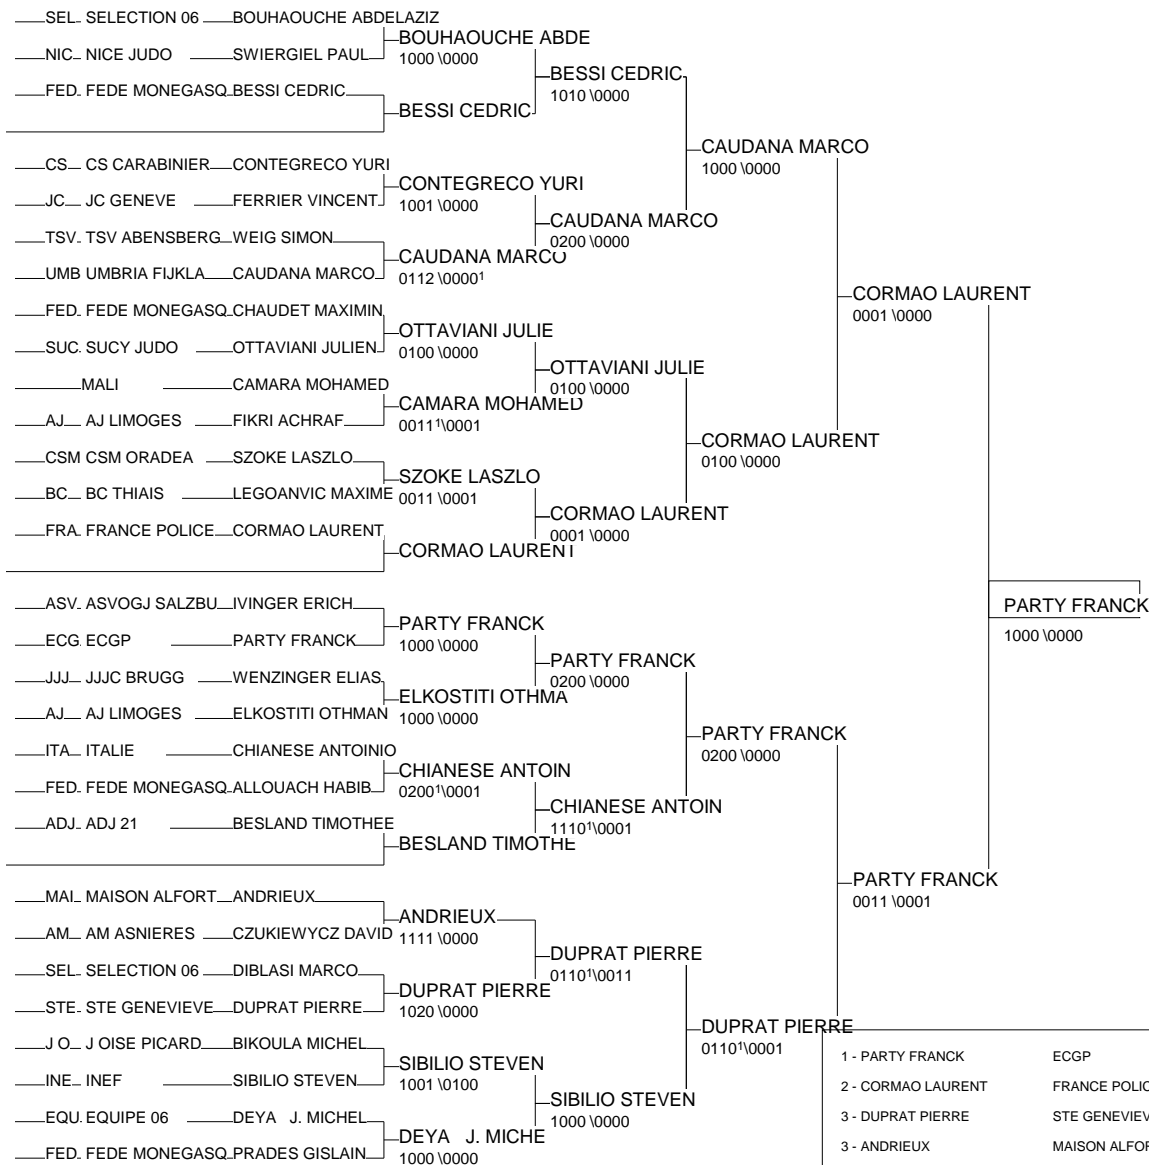 SEL SELECTION 06 BOUHAOUCHE ABDELAZIZ
BOUHAOUCHE ABDE
NIC NICE JUDO SWIERGIEL PAUL
1000 \0000
BESSI CEDRIC
1010 \0000
FED FEDE MONEGASQ BESSI CEDRIC
BESSI CEDRIC
CAUDANA MARCO
1000 \0000
CS CS CARABINIER CONTEGRECO YURI
CONTEGRECO YURI
1001 \0000
JC JC GENEVE FERRIER VINCENT
CAUDANA MARCO
0200 \0000
TSV TSV ABENSBERG WEIG SIMON
CAUDANA MARCO
0112 \0000¹
UMB UMBRIA FIJKLA CAUDANA MARCO
CORMAO LAURENT
0001 \0000
FED FEDE MONEGASQ CHAUDET MAXIMIN
OTTAVIANI JULIE
0100 \0000
SUC SUCY JUDO OTTAVIANI JULIEN
OTTAVIANI JULIE
0100 \0000
MALI CAMARA MOHAMED
CAMARA MOHAMED
0011¹\0001
AJ AJ LIMOGES FIKRI ACHRAF
CORMAO LAURENT
0100 \0000
CSM CSM ORADEA SZOKE LASZLO
SZOKE LASZLO
0011 \0001
BC BC THIAIS LEGOANVIC MAXIME
CORMAO LAURENT
0001 \0000
FRA FRANCE POLICE CORMAO LAURENT
CORMAO LAURENT
PARTY FRANCK
1000 \0000
ASV ASVOGJ SALZBU IVINGER ERICH
PARTY FRANCK
1000 \0000
ECG ECGP PARTY FRANCK
PARTY FRANCK
0200 \0000
JJJ JJJC BRUGG WENZINGER ELIAS
ELKOSTITI OTHMA
1000 \0000
AJ AJ LIMOGES ELKOSTITI OTHMAN
PARTY FRANCK
0200 \0000
ITA ITALIE CHIANESE ANTOINIO
CHIANESE ANTOIN
0200¹\0001
FED FEDE MONEGASQ ALLOUACH HABIB
CHIANESE ANTOIN
1110¹\0001
ADJ ADJ 21 BESLAND TIMOTHEE
BESLAND TIMOTHE
PARTY FRANCK
0011 \0001
MAI MAISON ALFORT ANDRIEUX
ANDRIEUX
1111 \0000
AM AM ASNIERES CZUKIEWYCZ DAVID
DUPRAT PIERRE
0110¹\0011
SEL SELECTION 06 DIBLASI MARCO
DUPRAT PIERRE
1020 \0000
STE STE GENEVIEVE DUPRAT PIERRE
DUPRAT PIERRE
0110¹\0001
J O J OISE PICARD BIKOULA MICHEL
SIBILIO STEVEN
1001 \0100
INE INEF SIBILIO STEVEN
SIBILIO STEVEN
1000 \0000
EQU EQUIPE 06 DEYA J. MICHEL
DEYA J. MICHE
1000 \0000
FED FEDE MONEGASQ PRADES GISLAIN
1 - PARTY FRANCK ECGP
2 - CORMAO LAURENT FRANCE POLIC
3 - DUPRAT PIERRE STE GENEVIEV
3 - ANDRIEUX MAISON ALFOR